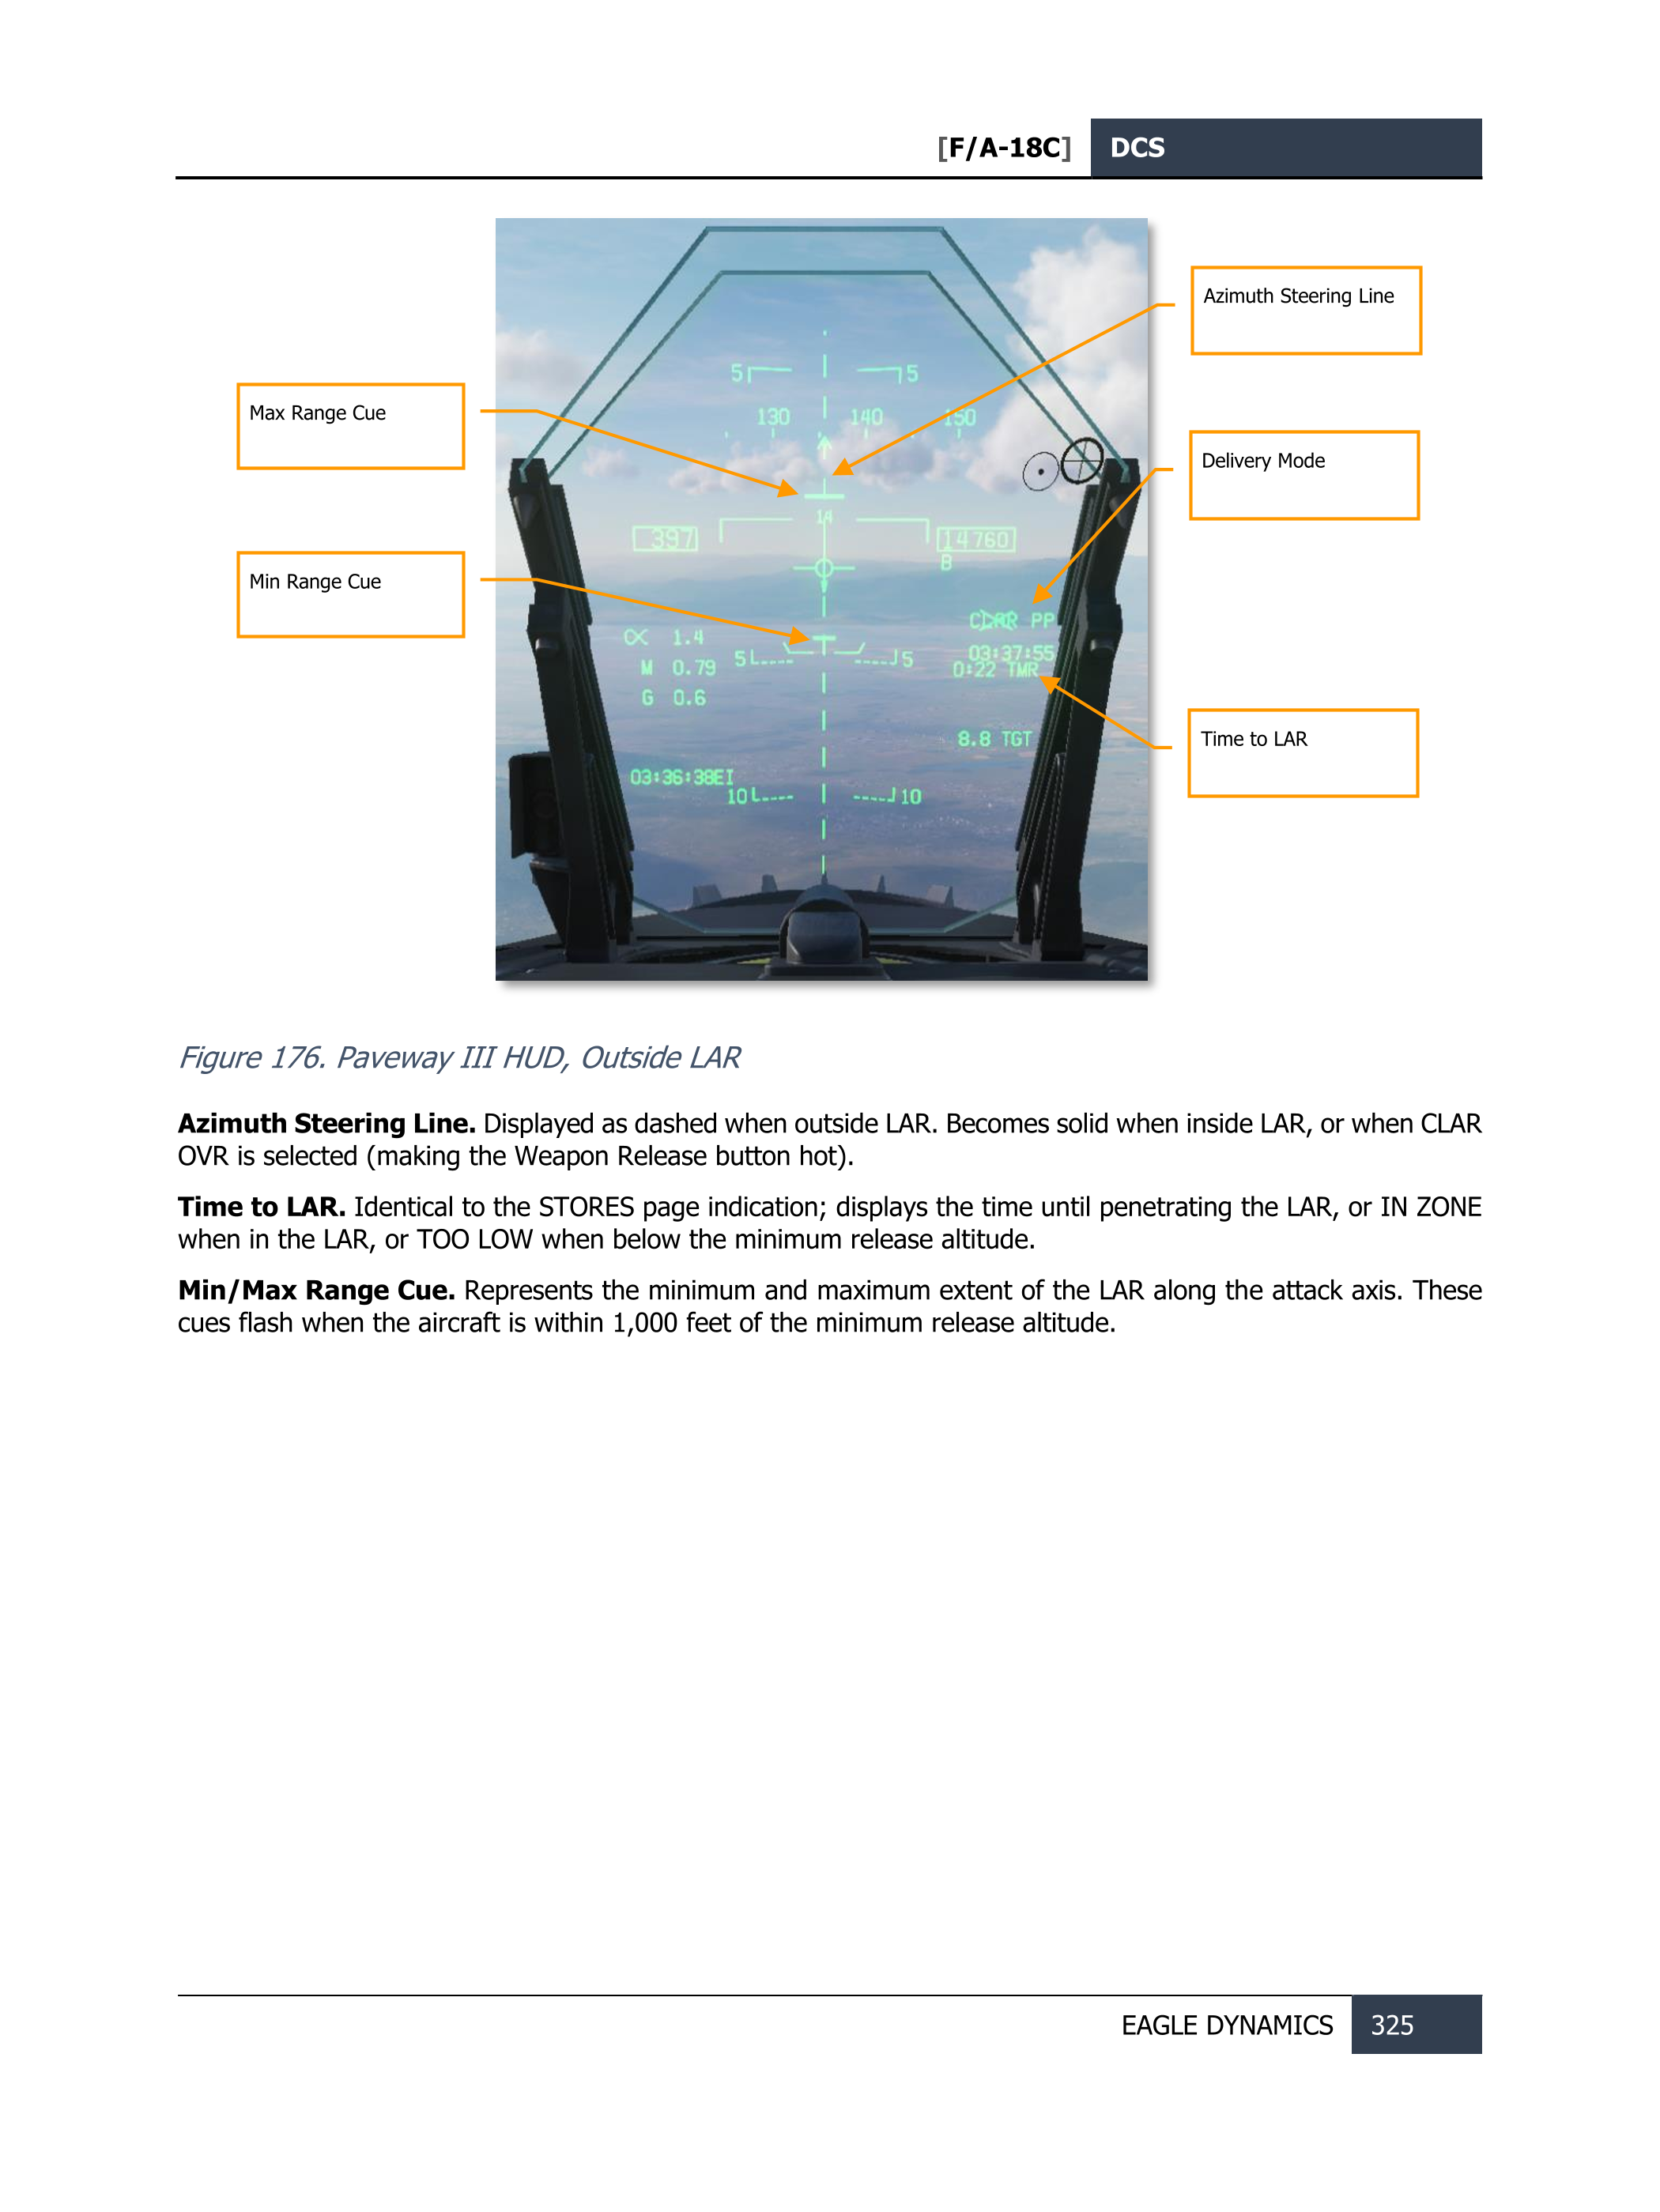 [F/A-18C] DCS
Azimuth Steering Line
Max Range Cue
Delivery Mode
Min Range Cue
Time to LAR
5 5
130 140 150
14
397 14760
B
PP
α 1.4
03:37:55
5 5
M 0.79
0:22 TMR
G 0.6
8.8 TGT
03:36:38EI
10 10
Figure 176. Paveway III HUD, Outside LAR
Azimuth Steering Line. Displayed as dashed when outside LAR. Becomes solid when inside LAR, or when CLAR
OVR is selected (making the Weapon Release button hot).
Time to LAR. Identical to the STORES page indication; displays the time until penetrating the LAR, or IN ZONE
when in the LAR, or TOO LOW when below the minimum release altitude.
Min/Max Range Cue. Represents the minimum and maximum extent of the LAR along the attack axis. These
cues flash when the aircraft is within 1,000 feet of the minimum release altitude.
EAGLE DYNAMICS 325